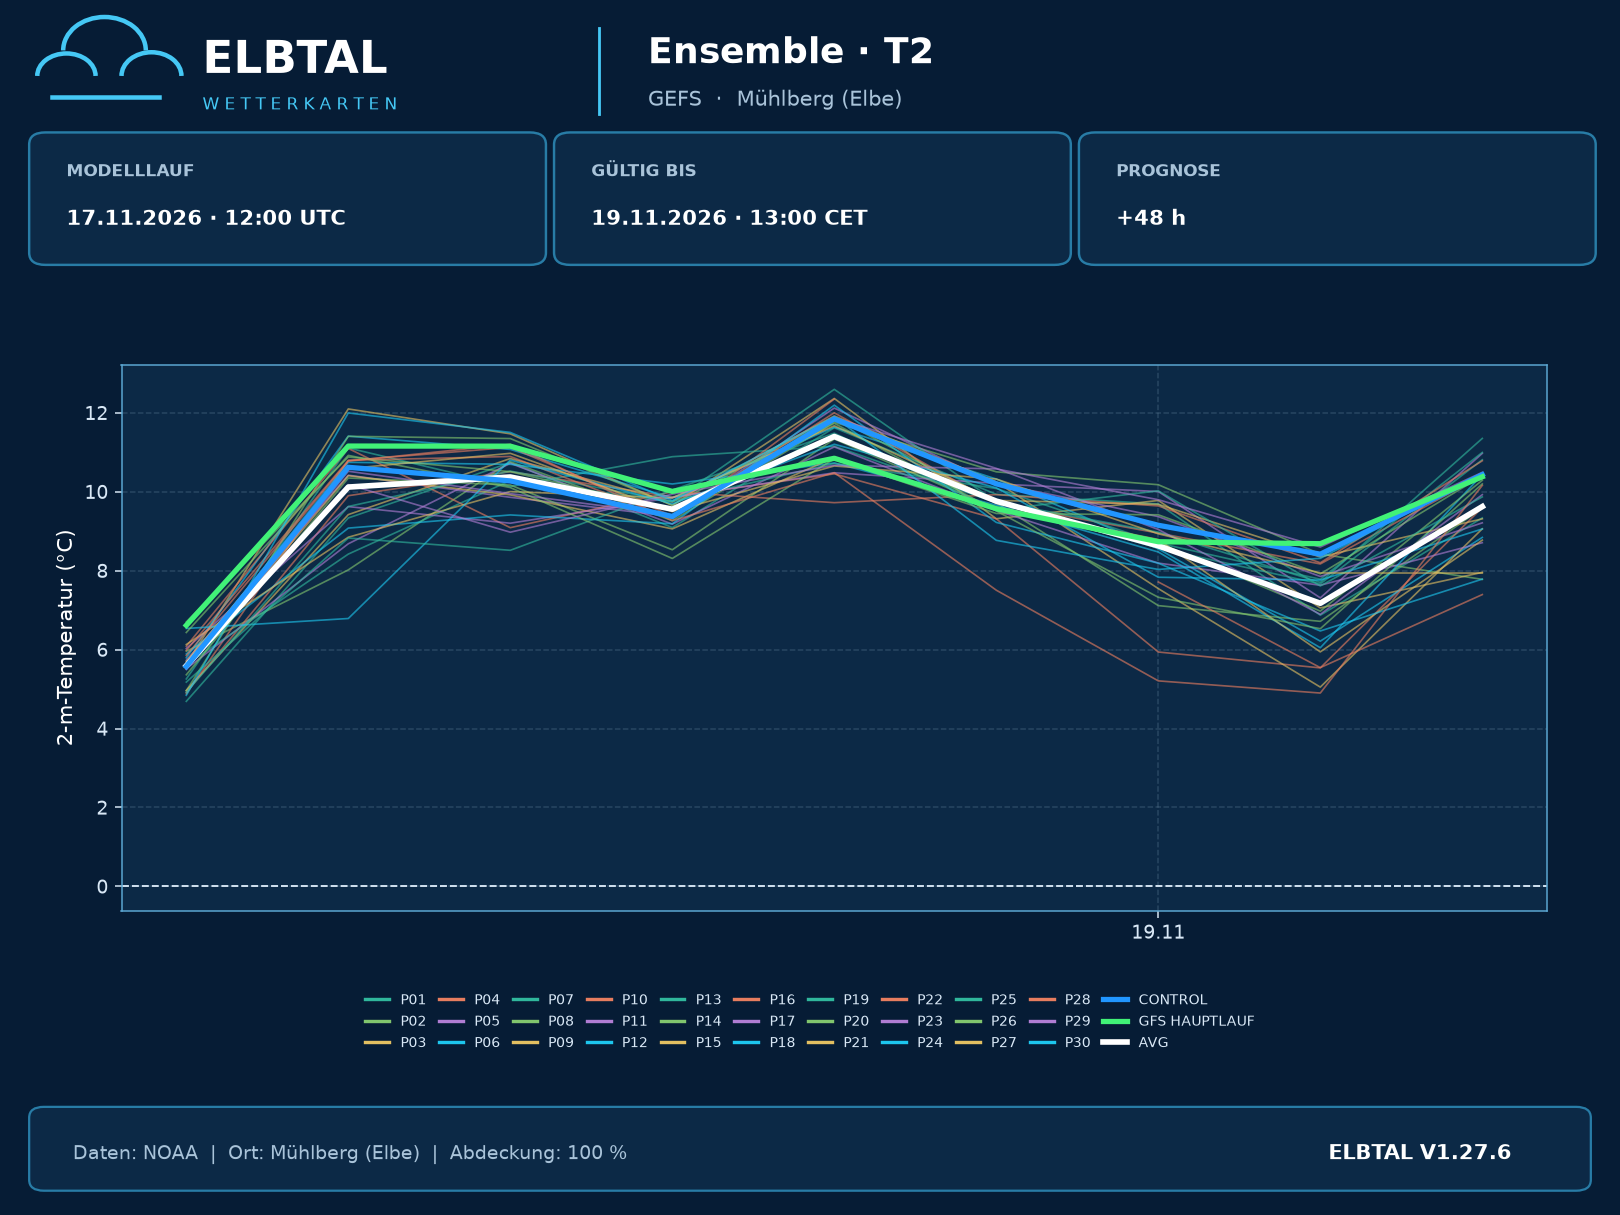 ELBTAL
WETTERKARTEN
Ensemble · T2
GEFS · Mühlberg (Elbe)
MODELLLAUF
17.11.2026 · 12:00 UTC
GÜLTIG BIS
19.11.2026 · 13:00 CET
PROGNOSE
+48 h
2-m-Temperatur (°C)
12
10
8
6
4
2
0
19.11
P01 P04 P07 P10 P13 P16 P19 P22 P25 P28 CONTROL
P02 P05 P08 P11 P14 P17 P20 P23 P26 P29 GFS HAUPTLAUF
P03 P06 P09 P12 P15 P18 P21 P24 P27 P30 AVG
Daten: NOAA | Ort: Mühlberg (Elbe) | Abdeckung: 100 %
ELBTAL V1.27.6